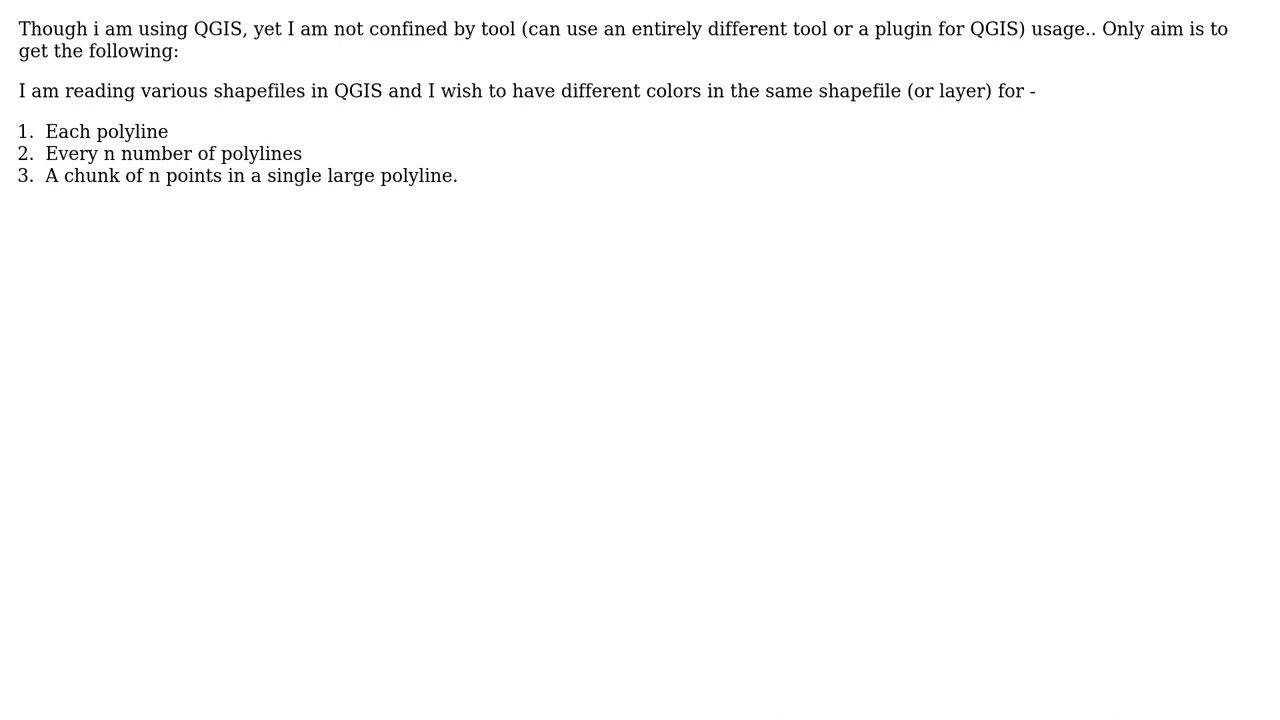 Though i am using QGIS, yet I am not confined by tool (can use an entirely different tool or a plugin for QGIS) usage.. Only aim is to
get the following:
I am reading various shapefiles in QGIS and I wish to have different colors in the same shapefile (or layer) for -
1. Each polyline
2. Every n number of polylines
3. A chunk of n points in a single large polyline.